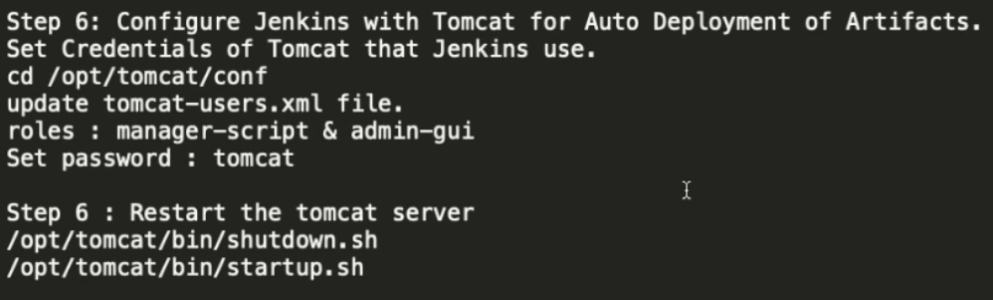 Step 6: Configure Jenkins with Tomcat for Auto Deployment of Artifacts.
Set Credentials of Tomcat that Jenkins use.
cd /opt/tomcat/conf
update tomcat-users.xml file.
roles : manager-script & admin-gui
Set password : tomcat
Step 6 : Restart the tomcat server
/opt/tomcat/bin/shutdown.sh
/opt/tomcat/bin/startup.sh